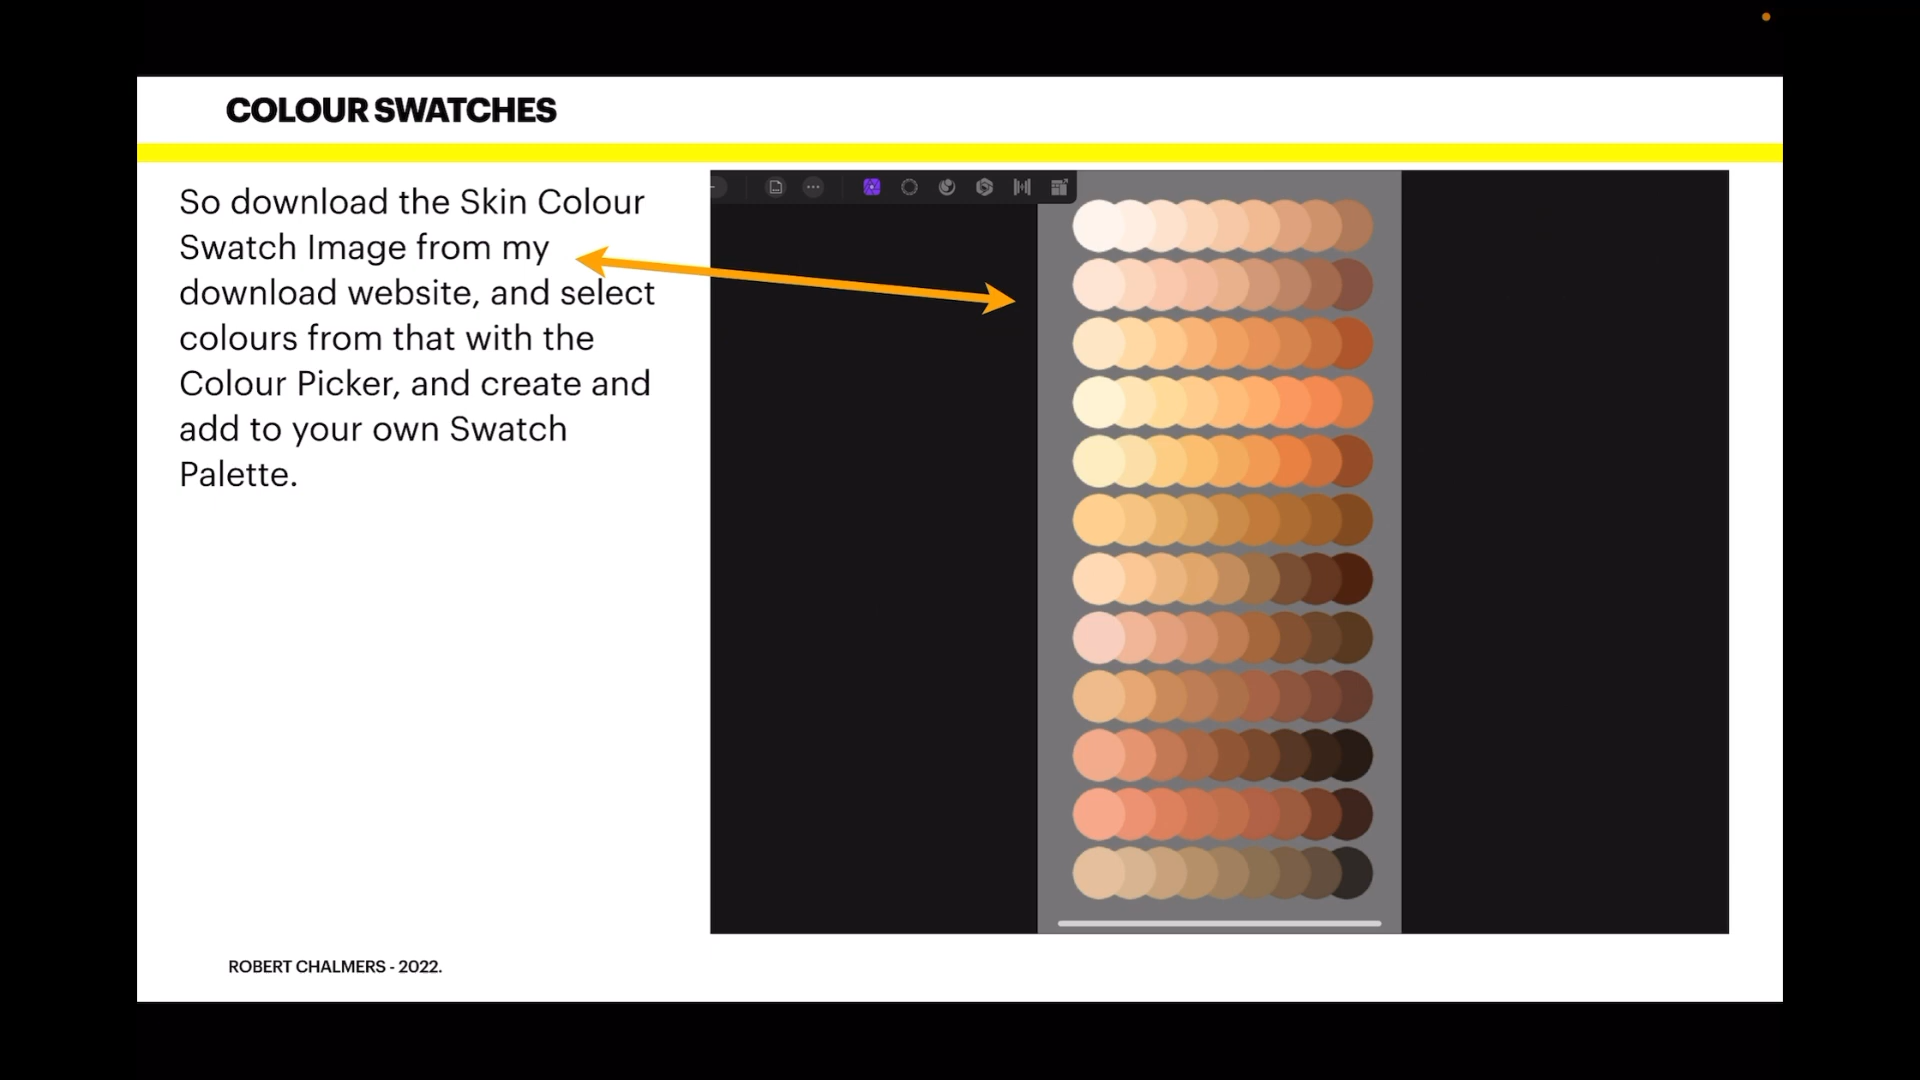 COLOUR SWATCHES
So download the Skin Colour
Swatch Image from my
download website, and select
colours from that with the
Colour Picker, and create and
add to your own Swatch
Palette.
ROBERT CHALMERS - 2022.